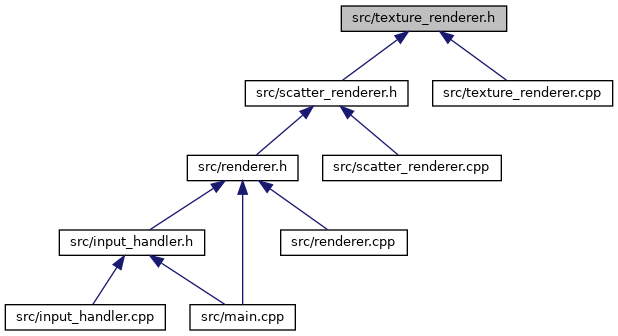 src/texture_renderer.h
src/scatter_renderer.h
src/texture_renderer.cpp
src/renderer.h
src/scatter_renderer.cpp
src/input_handler.h
src/renderer.cpp
src/input_handler.cpp
src/main.cpp